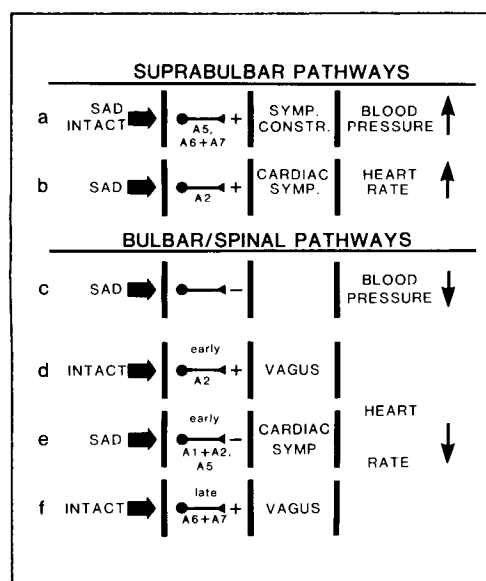 SUPRABULBAR PATHWAYS
a SAD INTACT A5, A6+A7 + SYMP. CONSTR. BLOOD PRESSURE
b SAD A2 + CARDIAC SYMP. HEART RATE
BULBAR/SPINAL PATHWAYS
c SAD - BLOOD PRESSURE
d INTACT early A2 + VAGUS
HEART
e SAD early A1+A2, A5 - CARDIAC SYMP
RATE
f INTACT late A6+A7 + VAGUS